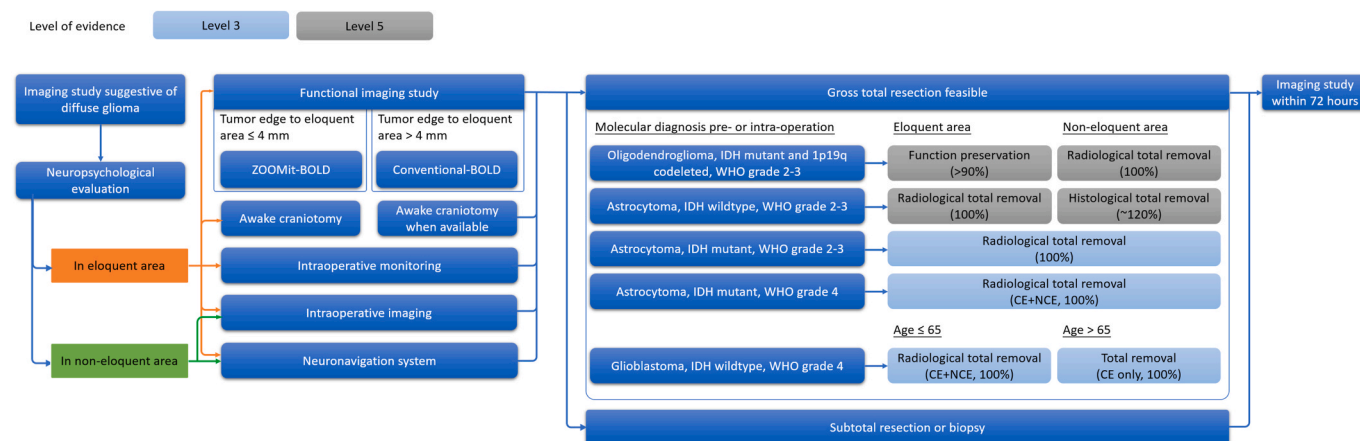 Level of evidence
Level 3
Level 5
Imaging study suggestive of
diffuse glioma
Neuropsychological
evaluation
In eloquent area
In non-eloquent area
Functional imaging study
Tumor edge to eloquent
area ≤ 4 mm
ZOOMit-BOLD
Tumor edge to eloquent
area > 4 mm
Conventional-BOLD
Awake craniotomy
Awake craniotomy
when available
Intraoperative monitoring
Intraoperative imaging
Neuronavigation system
Gross total resection feasible
Molecular diagnosis pre- or intra-operation
Eloquent area
Non-eloquent area
Oligodendroglioma, IDH mutant and 1p19q
codeleted, WHO grade 2-3
Function preservation
(>90%)
Radiological total removal
(100%)
Astrocytoma, IDH wildtype, WHO grade 2-3
Radiological total removal
(100%)
Histological total removal
(~120%)
Astrocytoma, IDH mutant, WHO grade 2-3
Radiological total removal
(100%)
Astrocytoma, IDH mutant, WHO grade 4
Radiological total removal
(CE+NCE, 100%)
Age ≤ 65
Age > 65
Glioblastoma, IDH wildtype, WHO grade 4
Radiological total removal
(CE+NCE, 100%)
Total removal
(CE only, 100%)
Subtotal resection or biopsy
Imaging study
within 72 hours